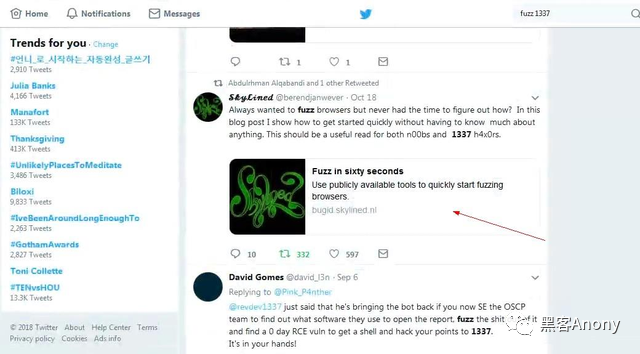 Home Notifications Messages fuzz 1337
Trends for you · Change
#언니_로_시작하는_자동완성_글쓰기
2,910 Tweets
Julia Banks
4,166 Tweets
Manafort
133K Tweets
Thanksgiving
413K Tweets
#UnlikelyPlacesToMeditate
3,486 Tweets
Biloxi
9,833 Tweets
#IveBeenAroundLongEnoughTo
2,263 Tweets
#GothamAwards
2,827 Tweets
Toni Collette
#TENvsHOU
13.3K Tweets
© 2018 Twitter About Help Center Terms
Privacy policy Cookies Ads info
1 1
Abdulrhman Alqabandi and 1 other Retweeted
SkyLined @berendjanwever · Oct 18
Always wanted to fuzz browsers but never had the time to figure out how? In this
blog post I show how to get started quickly without having to know much about
anything. This should be a useful read for both n00bs and 1337 h4x0rs.
SkyLined
Fuzz in sixty seconds
Use publicly available tools to quickly start fuzzing
browsers.
bugid.skylined.nl
10 332 597
David Gomes @david_l3n · Sep 6
Replying to @Pink_P4nther
@revdev1337 just said that he's bringing the bot back if you now SE the OSCP
team to find out what software they use to open the report, fuzz the shit of it
and find a 0 day RCE vuln to get a shell and hack your points to 1337.
It's in your hands!
黑客Anony